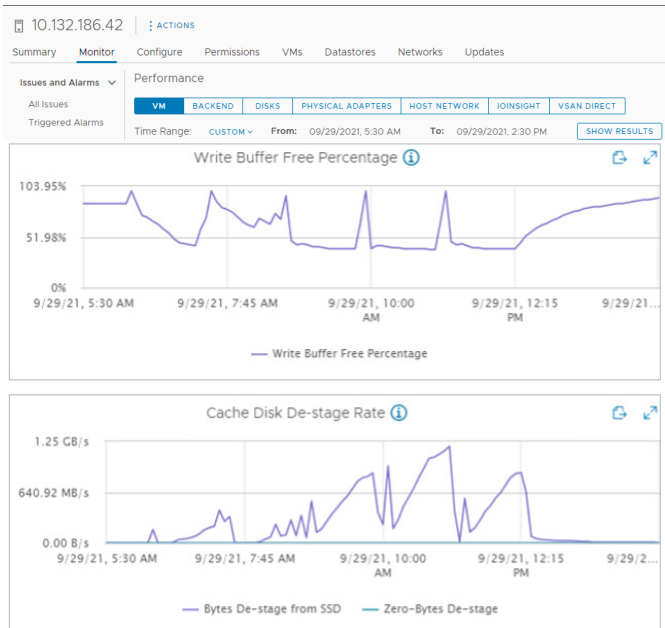 10.132.186.42 ACTIONS
Summary Monitor Configure Permissions VMs Datastores Networks Updates
Issues and Alarms
All Issues
Triggered Alarms
Performance
VM BACKEND DISKS PHYSICAL ADAPTERS HOST NETWORK IOINSIGHT VSAN DIRECT
Time Range: CUSTOM From: 09/29/2021, 5:30 AM To: 09/29/2021, 2:30 PM SHOW RESULTS
Write Buffer Free Percentage
103.95%
51.98%
0%
9/29/21, 5:30 AM 9/29/21, 7:45 AM 9/29/21, 10:00 AM 9/29/21, 12:15 PM 9/29/21...
Write Buffer Free Percentage
Cache Disk De-stage Rate
1.25 GB/s
640.92 MB/s
0.00 B/s
9/29/21, 5:30 AM 9/29/21, 7:45 AM 9/29/21, 10:00 AM 9/29/21, 12:15 PM 9/29/2...
Bytes De-stage from SSD Zero-Bytes De-stage